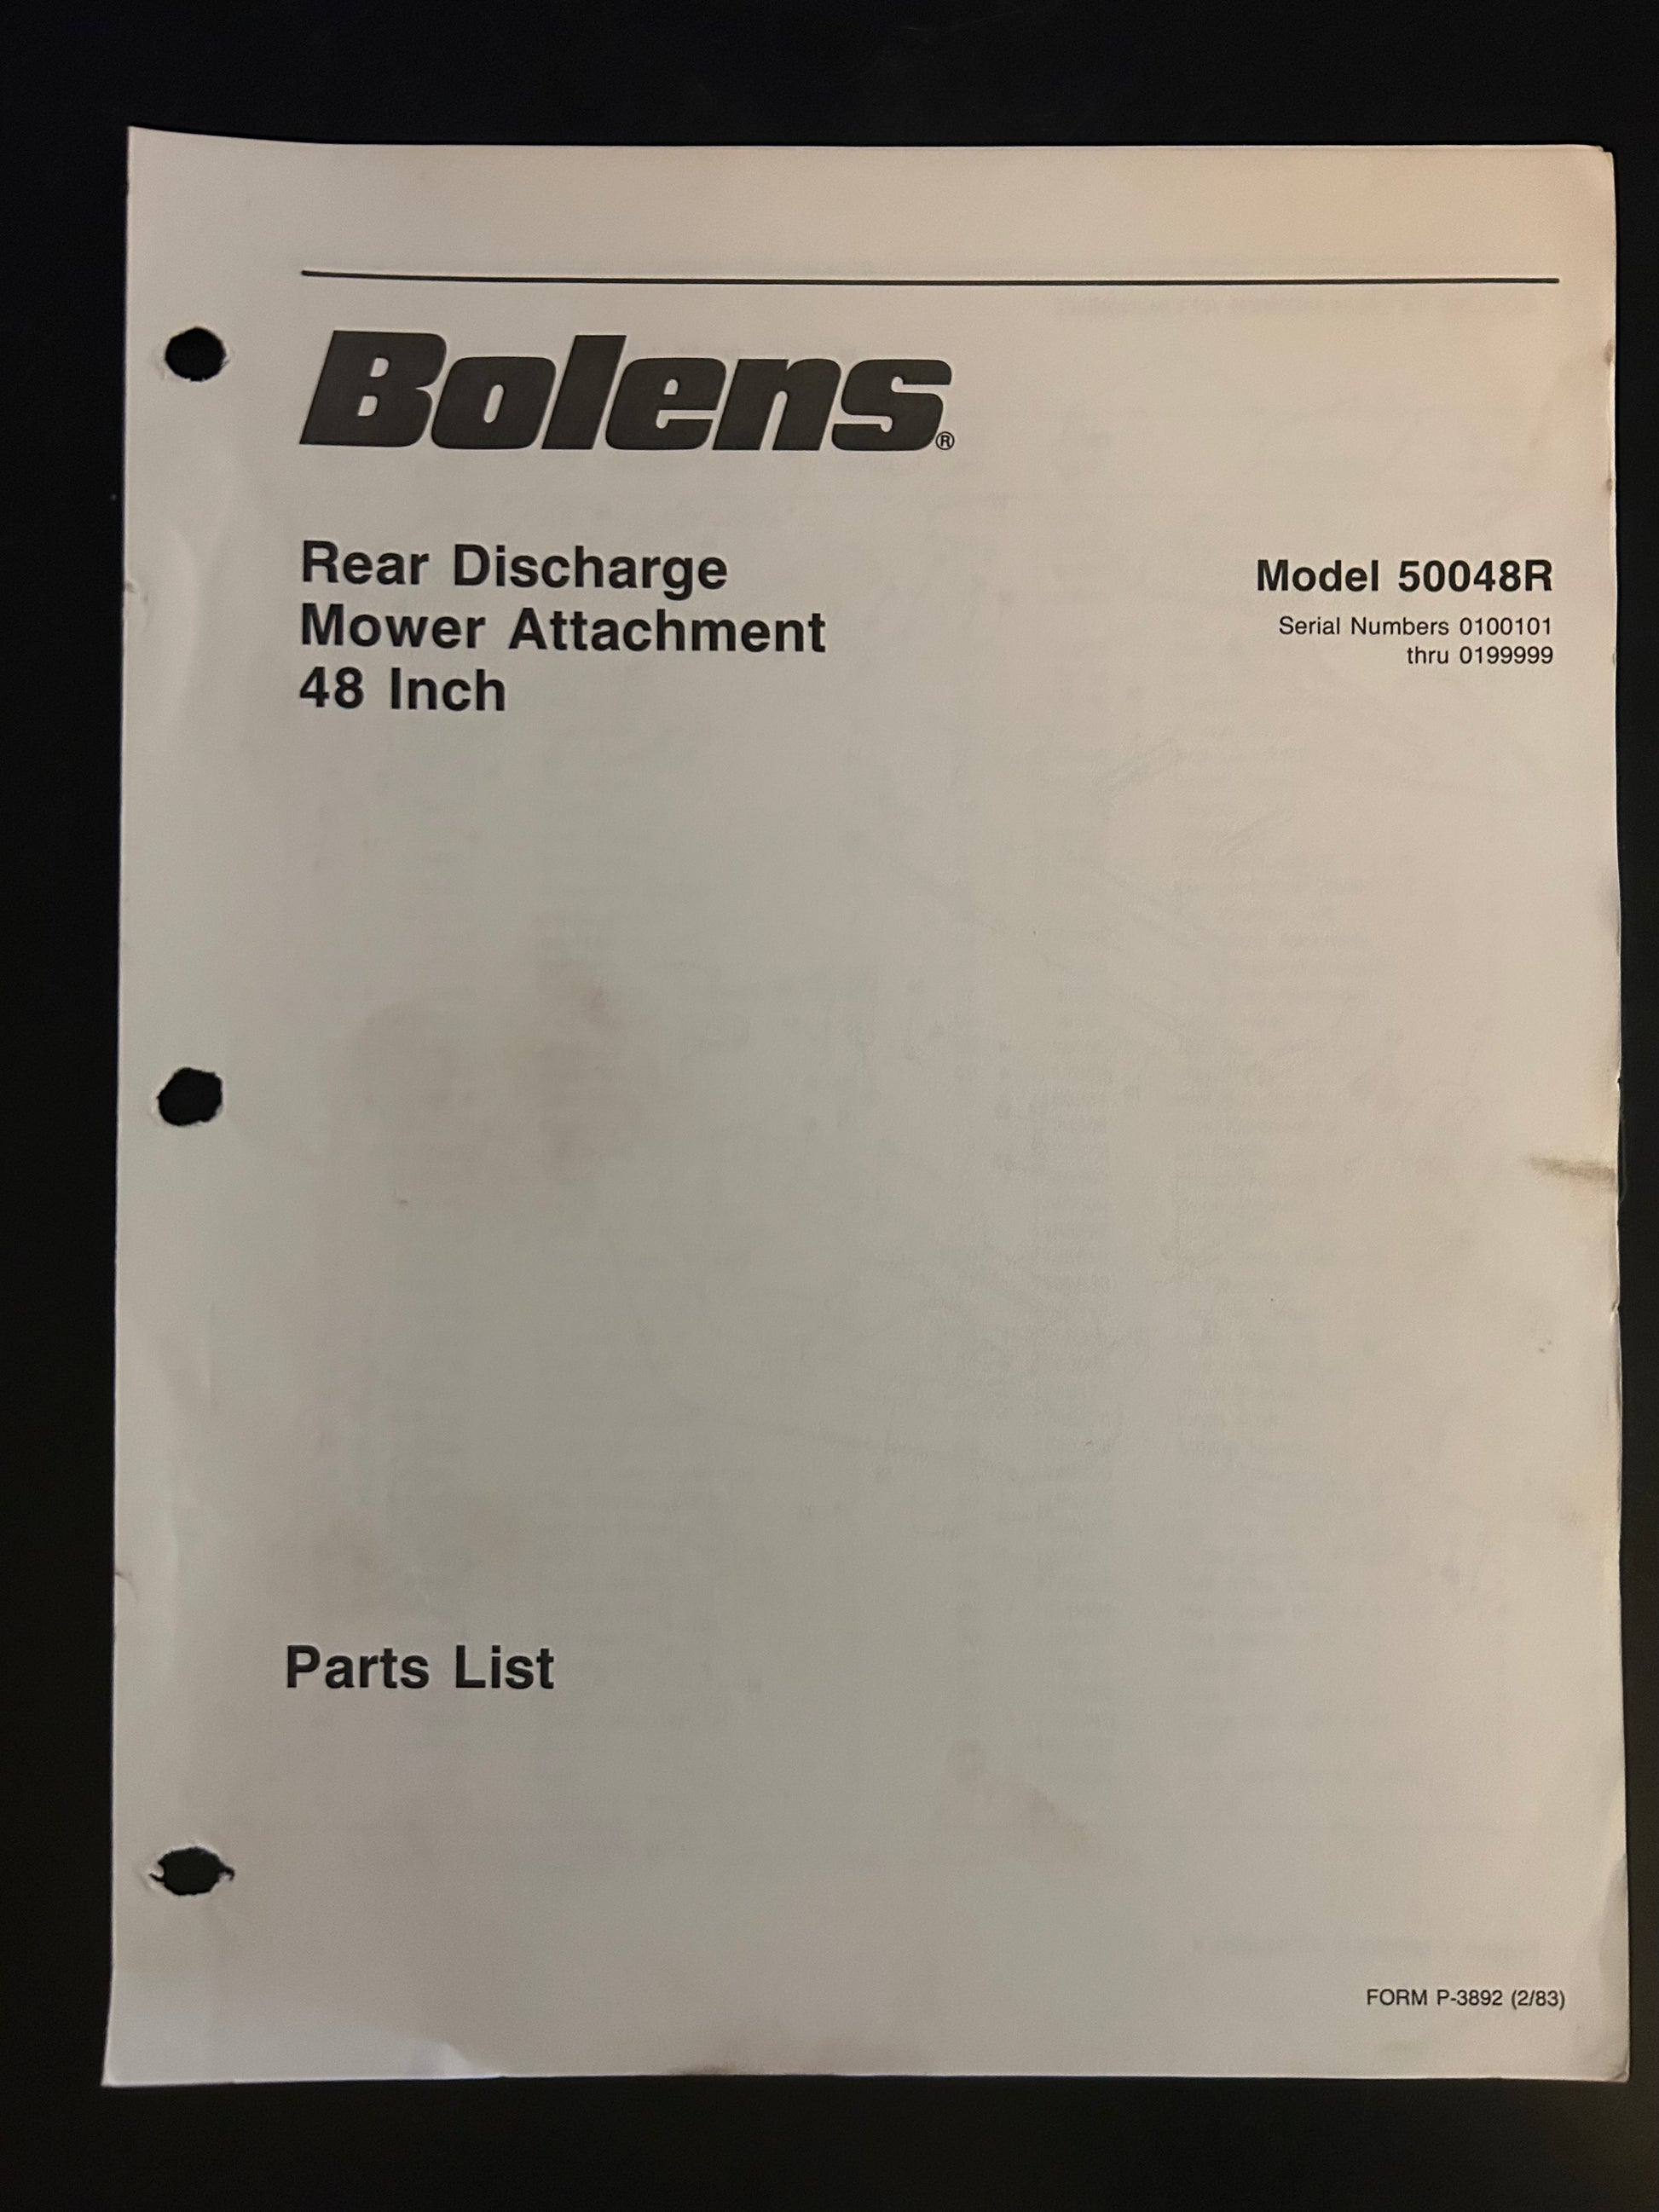 Bolens®
Rear Discharge
Mower Attachment
48 Inch
Model 50048R
Serial Numbers 0100101
thru 0199999
Parts List
FORM P-3892 (2/83)